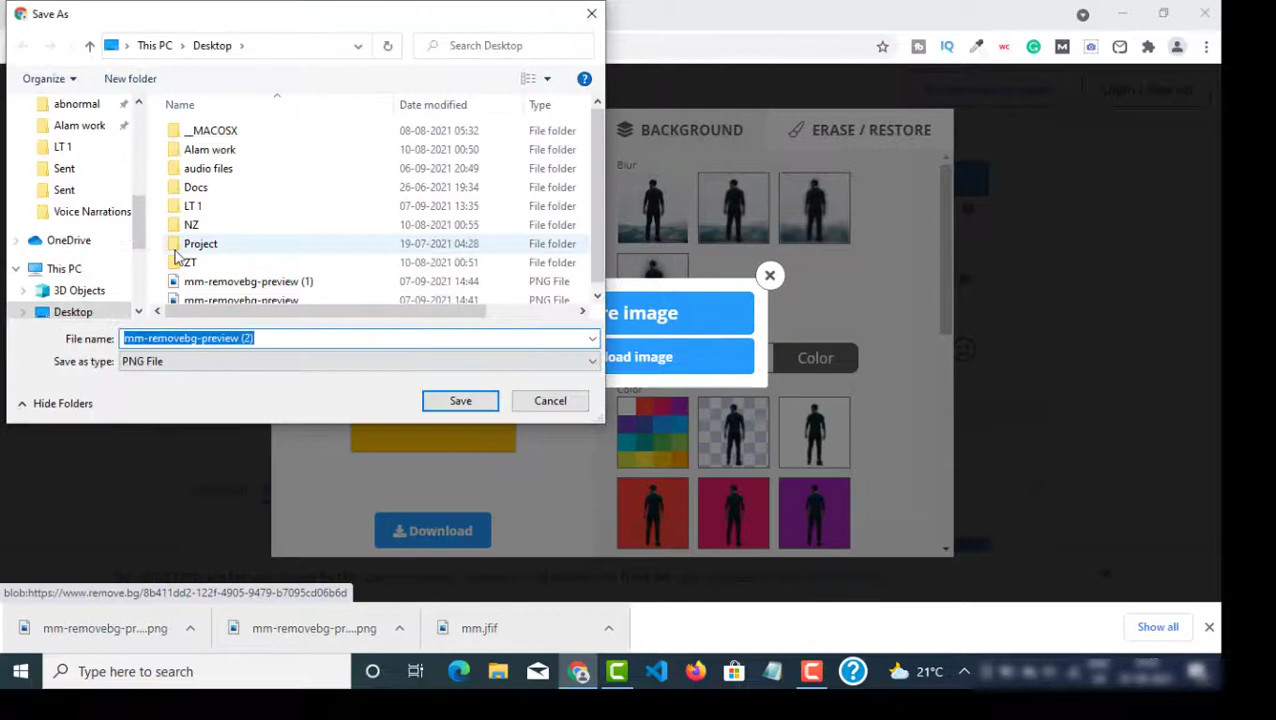 Save As
This PC
Desktop
Search Desktop
Organize
New folder
Name
Date modified
Type
abnormal
Alam work
LT 1
Sent
Sent
Voice Narrations
OneDrive
This PC
3D Objects
Desktop
__MACOSX 08-08-2021 05:32 File folder
Alam work 10-08-2021 00:50 File folder
audio files 06-09-2021 20:49 File folder
Docs 26-06-2021 19:34 File folder
LT 1 07-09-2021 13:35 File folder
NZ 10-08-2021 00:55 File folder
Project 19-07-2021 04:28 File folder
ZT 10-08-2021 00:51 File folder
mm-removebg-preview (1) 07-09-2021 14:44 PNG File
mm-removebg-preview 07-09-2021 14:41 PNG File
File name: mm-removebg-preview (2)
Save as type: PNG File
Hide Folders
Save
Cancel
IQ
wc
G
M
BACKGROUND
ERASE / RESTORE
Blur
re image
load image
Color
Color
Download
blob:https://www.remove.bg/8b411dd2-122f-4905-9479-b7095cd06b6d
mm-removebg-pr....png
mm-removebg-pr....png
mm.jfif
Show all
Type here to search
21°C